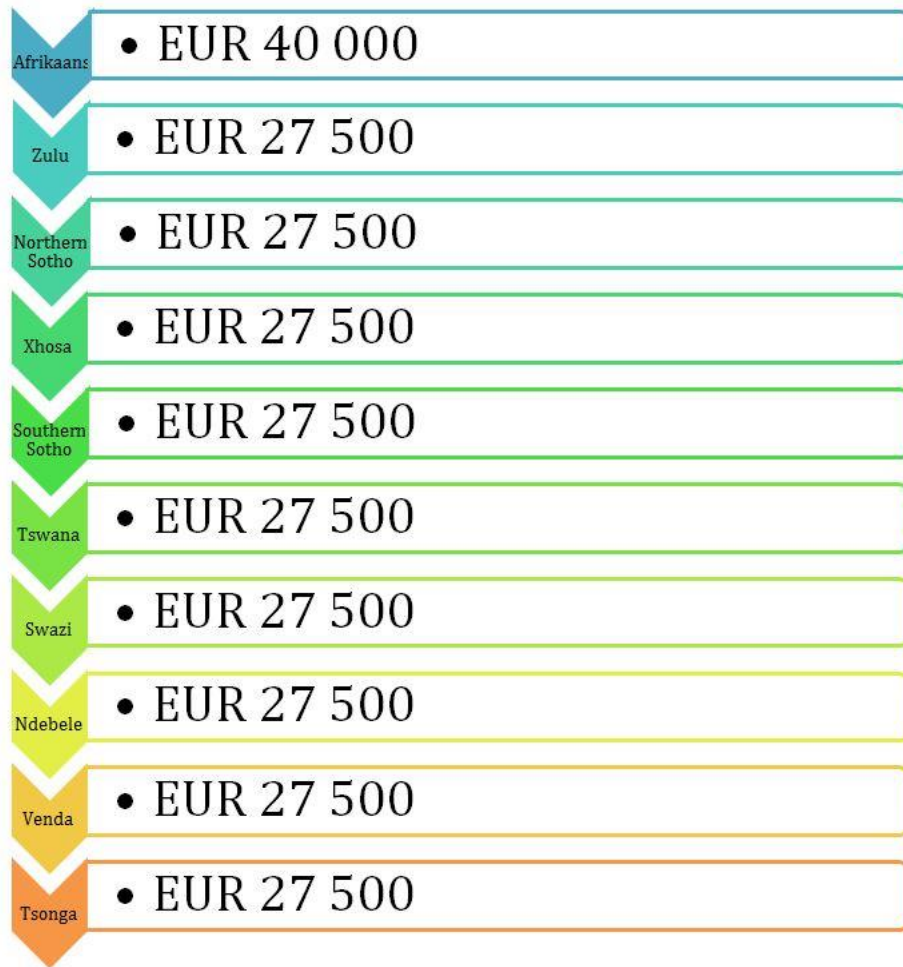 Afrikaans
• EUR 40 000
Zulu
• EUR 27 500
Northern
Sotho
• EUR 27 500
Xhosa
• EUR 27 500
Southern
Sotho
• EUR 27 500
Tswana
• EUR 27 500
Swazi
• EUR 27 500
Ndebele
• EUR 27 500
Venda
• EUR 27 500
Tsonga
• EUR 27 500